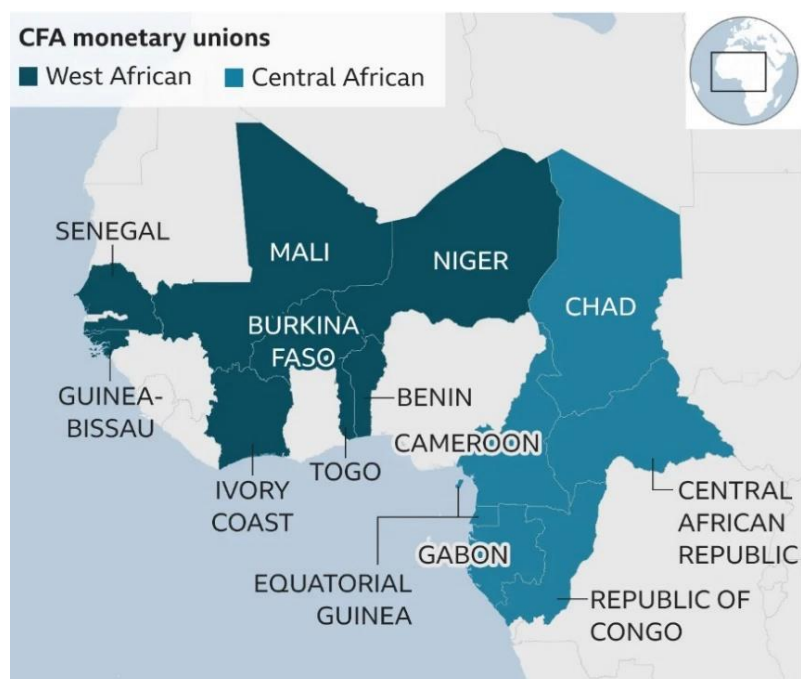 CFA monetary unions
West African Central African
SENEGAL
MALI
NIGER
CHAD
BURKINA
FASO
GUINEA-
BISSAU
BENIN
CAMEROON
TOGO
IVORY
COAST
CENTRAL
AFRICAN
REPUBLIC
GABON
EQUATORIAL
GUINEA
REPUBLIC OF
CONGO